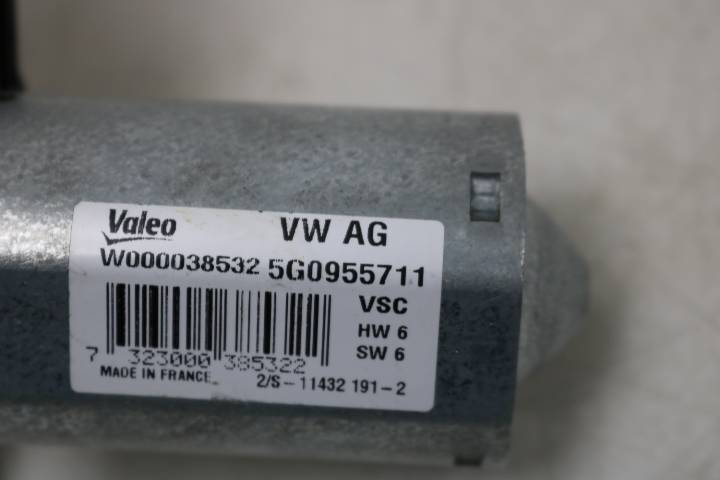 Valeo VW AG
W000038532 5G0955711
VSC
HW 6
SW 6
7 323000 385322
MADE IN FRANCE 2/S-11432 191-2